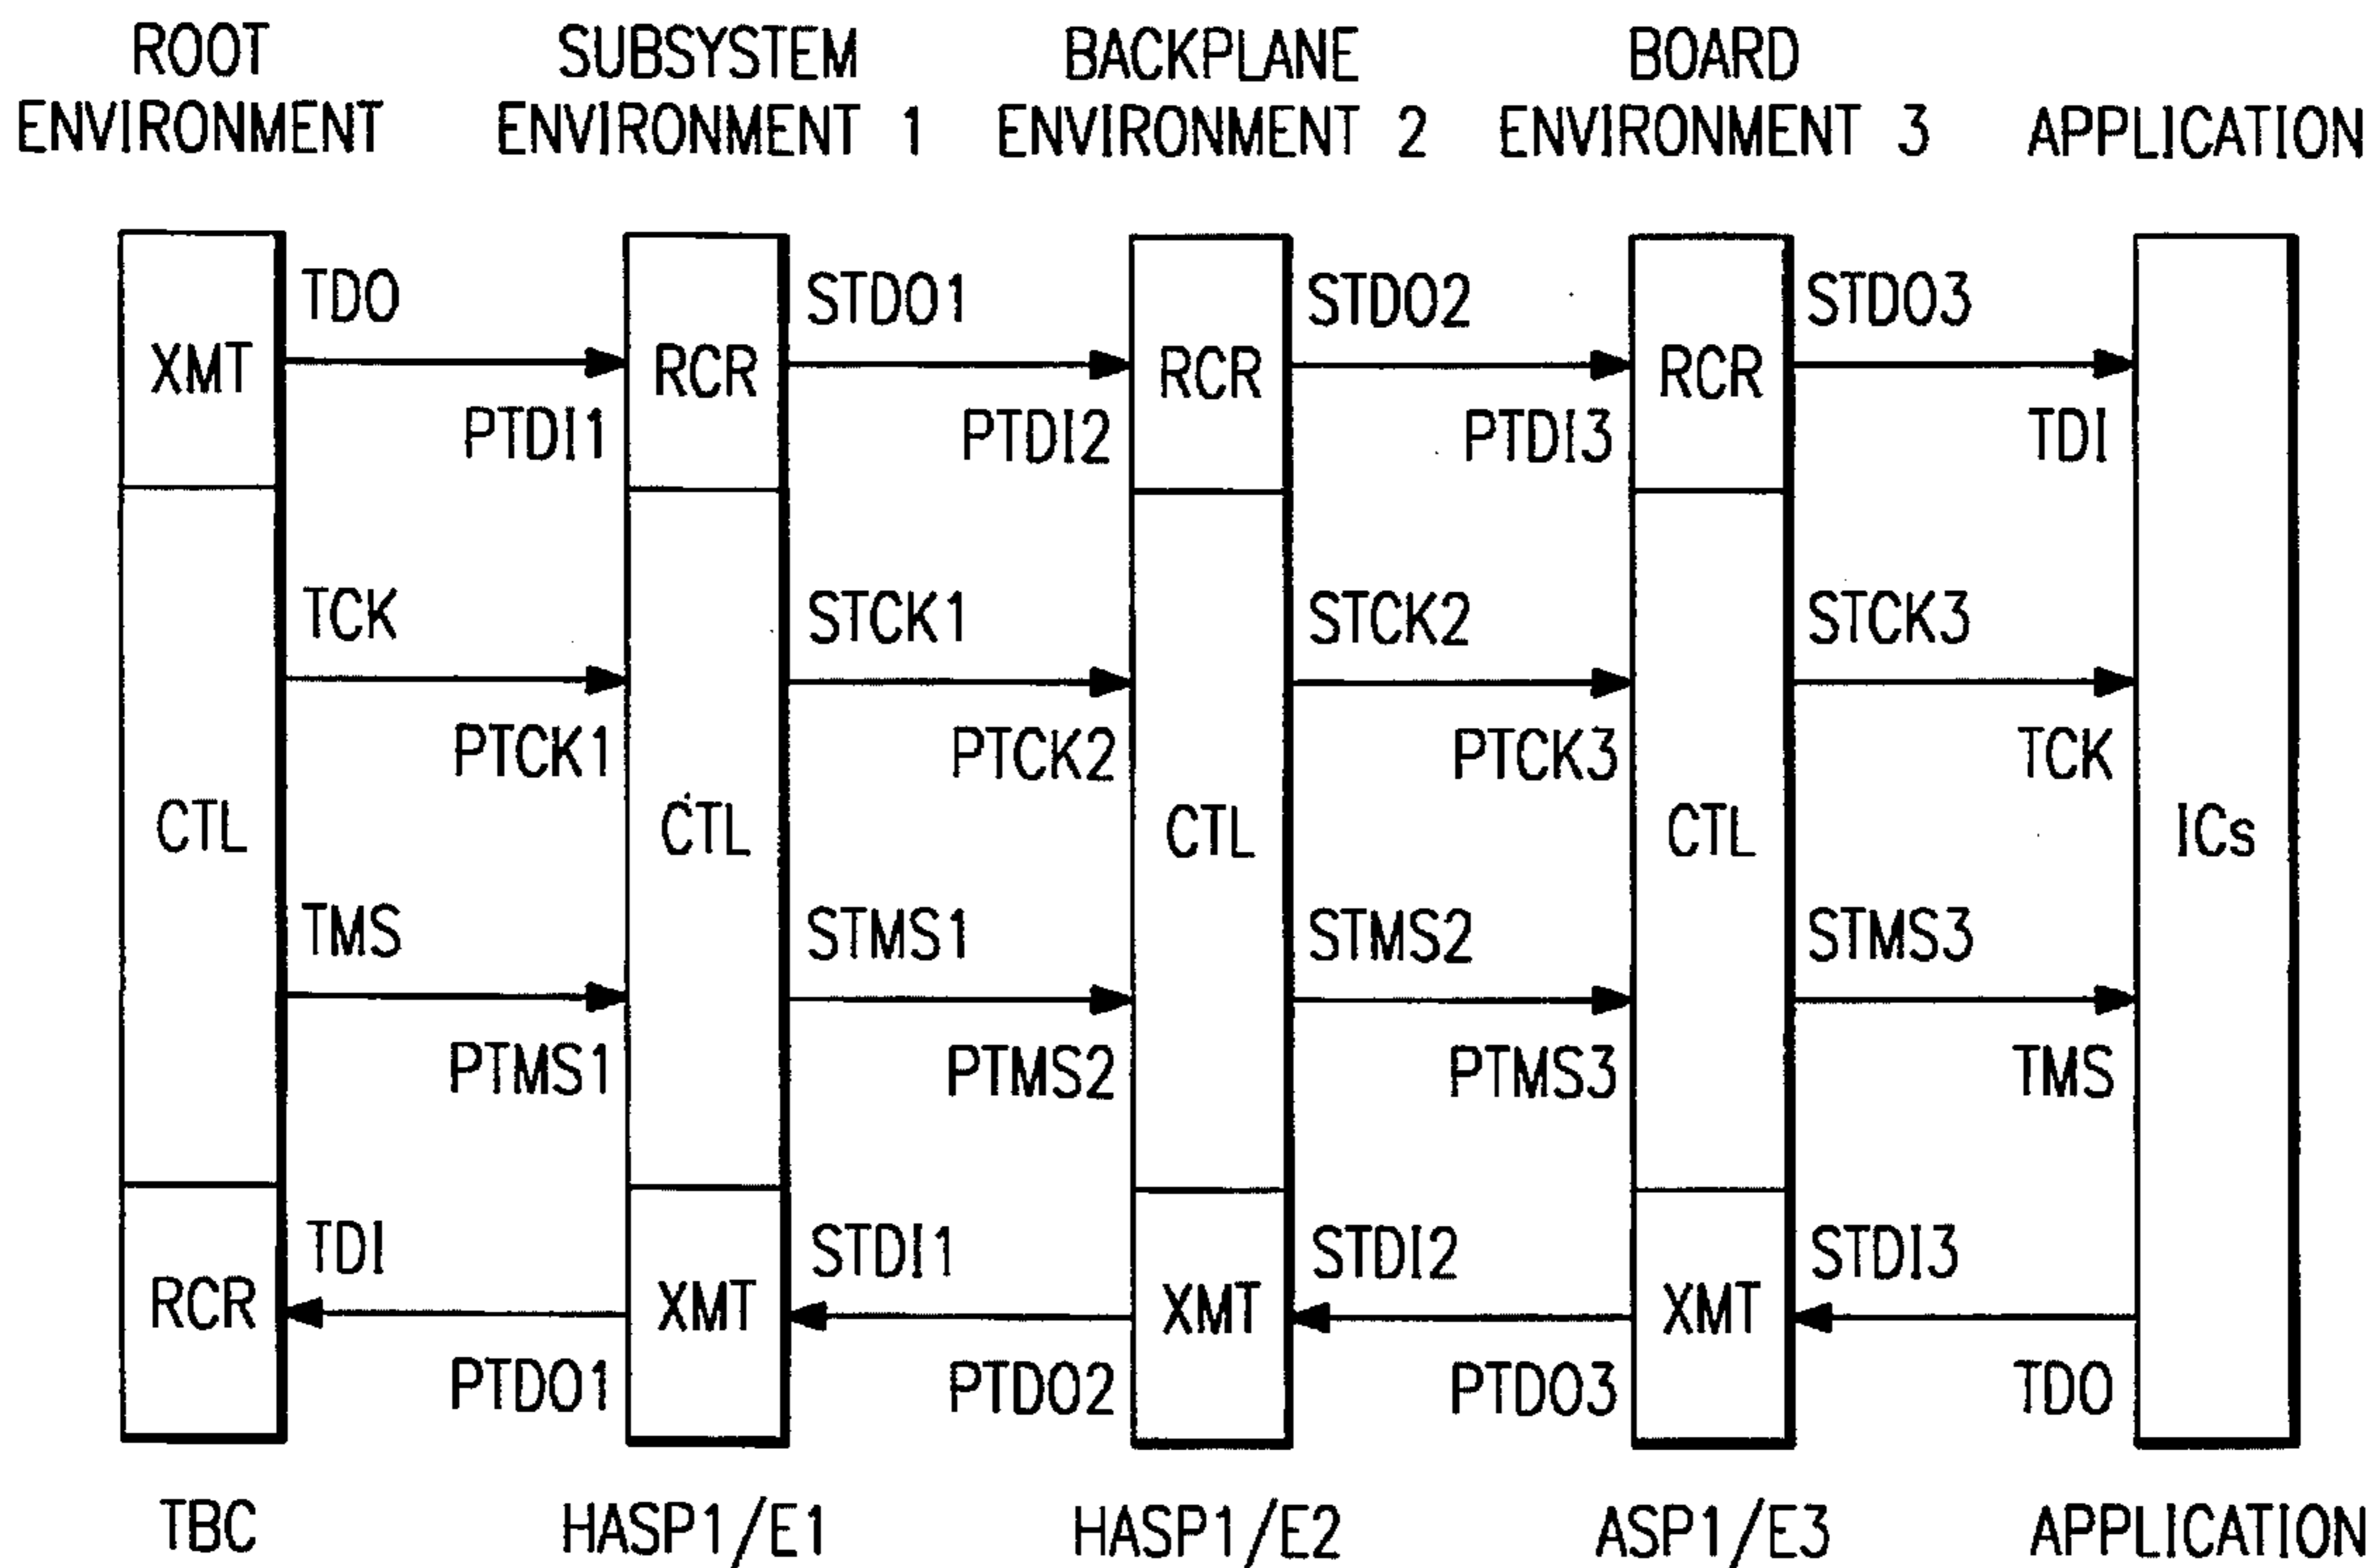 ROOT ENVIRONMENT
SUBSYSTEM ENVIRONMENT 1
BACKPLANE ENVIRONMENT 2
BOARD ENVIRONMENT 3
APPLICATION
TDO
STDO1
STDO2
STDO3
XMT
RCR
RCR
RCR
PTDI1
PTDI2
PTDI3
TDI
TCK
STCK1
STCK2
STCK3
PTCK1
PTCK2
PTCK3
TCK
CTL
CTL
CTL
CTL
ICs
TMS
STMS1
STMS2
STMS3
PTMS1
PTMS2
PTMS3
TMS
TDI
STDI1
STDI2
STDI3
RCR
XMT
XMT
XMT
PTDO1
PTDO2
PTDO3
TDO
TBC
HASP1/E1
HASP1/E2
ASP1/E3
APPLICATION